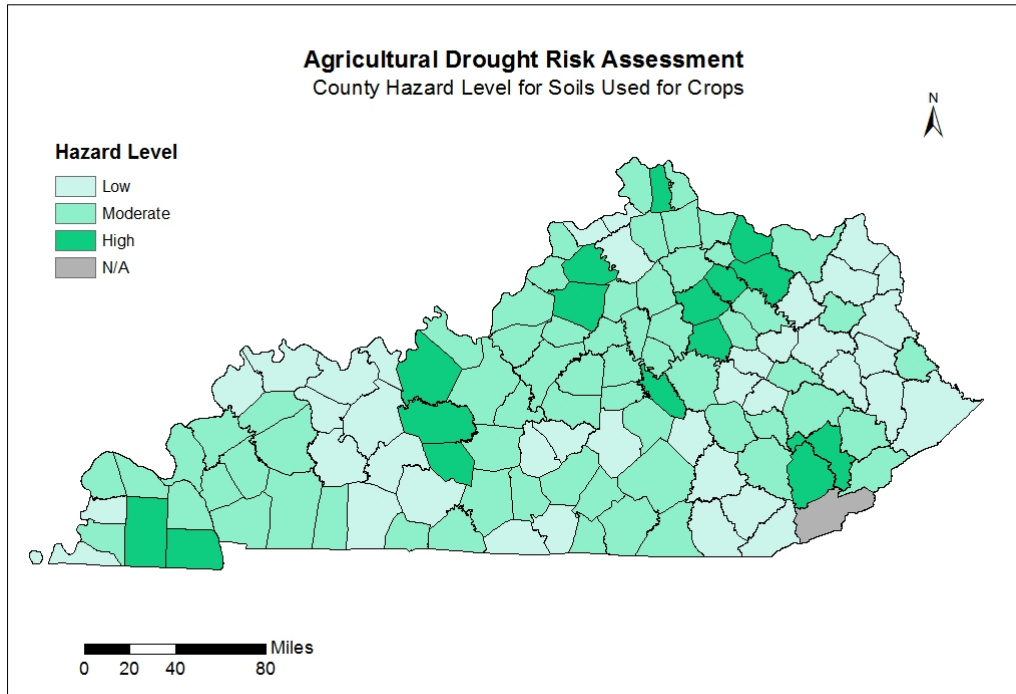 Agricultural Drought Risk Assessment
County Hazard Level for Soils Used for Crops
N
Hazard Level
Low
Moderate
High
N/A
Miles
0 20 40 80